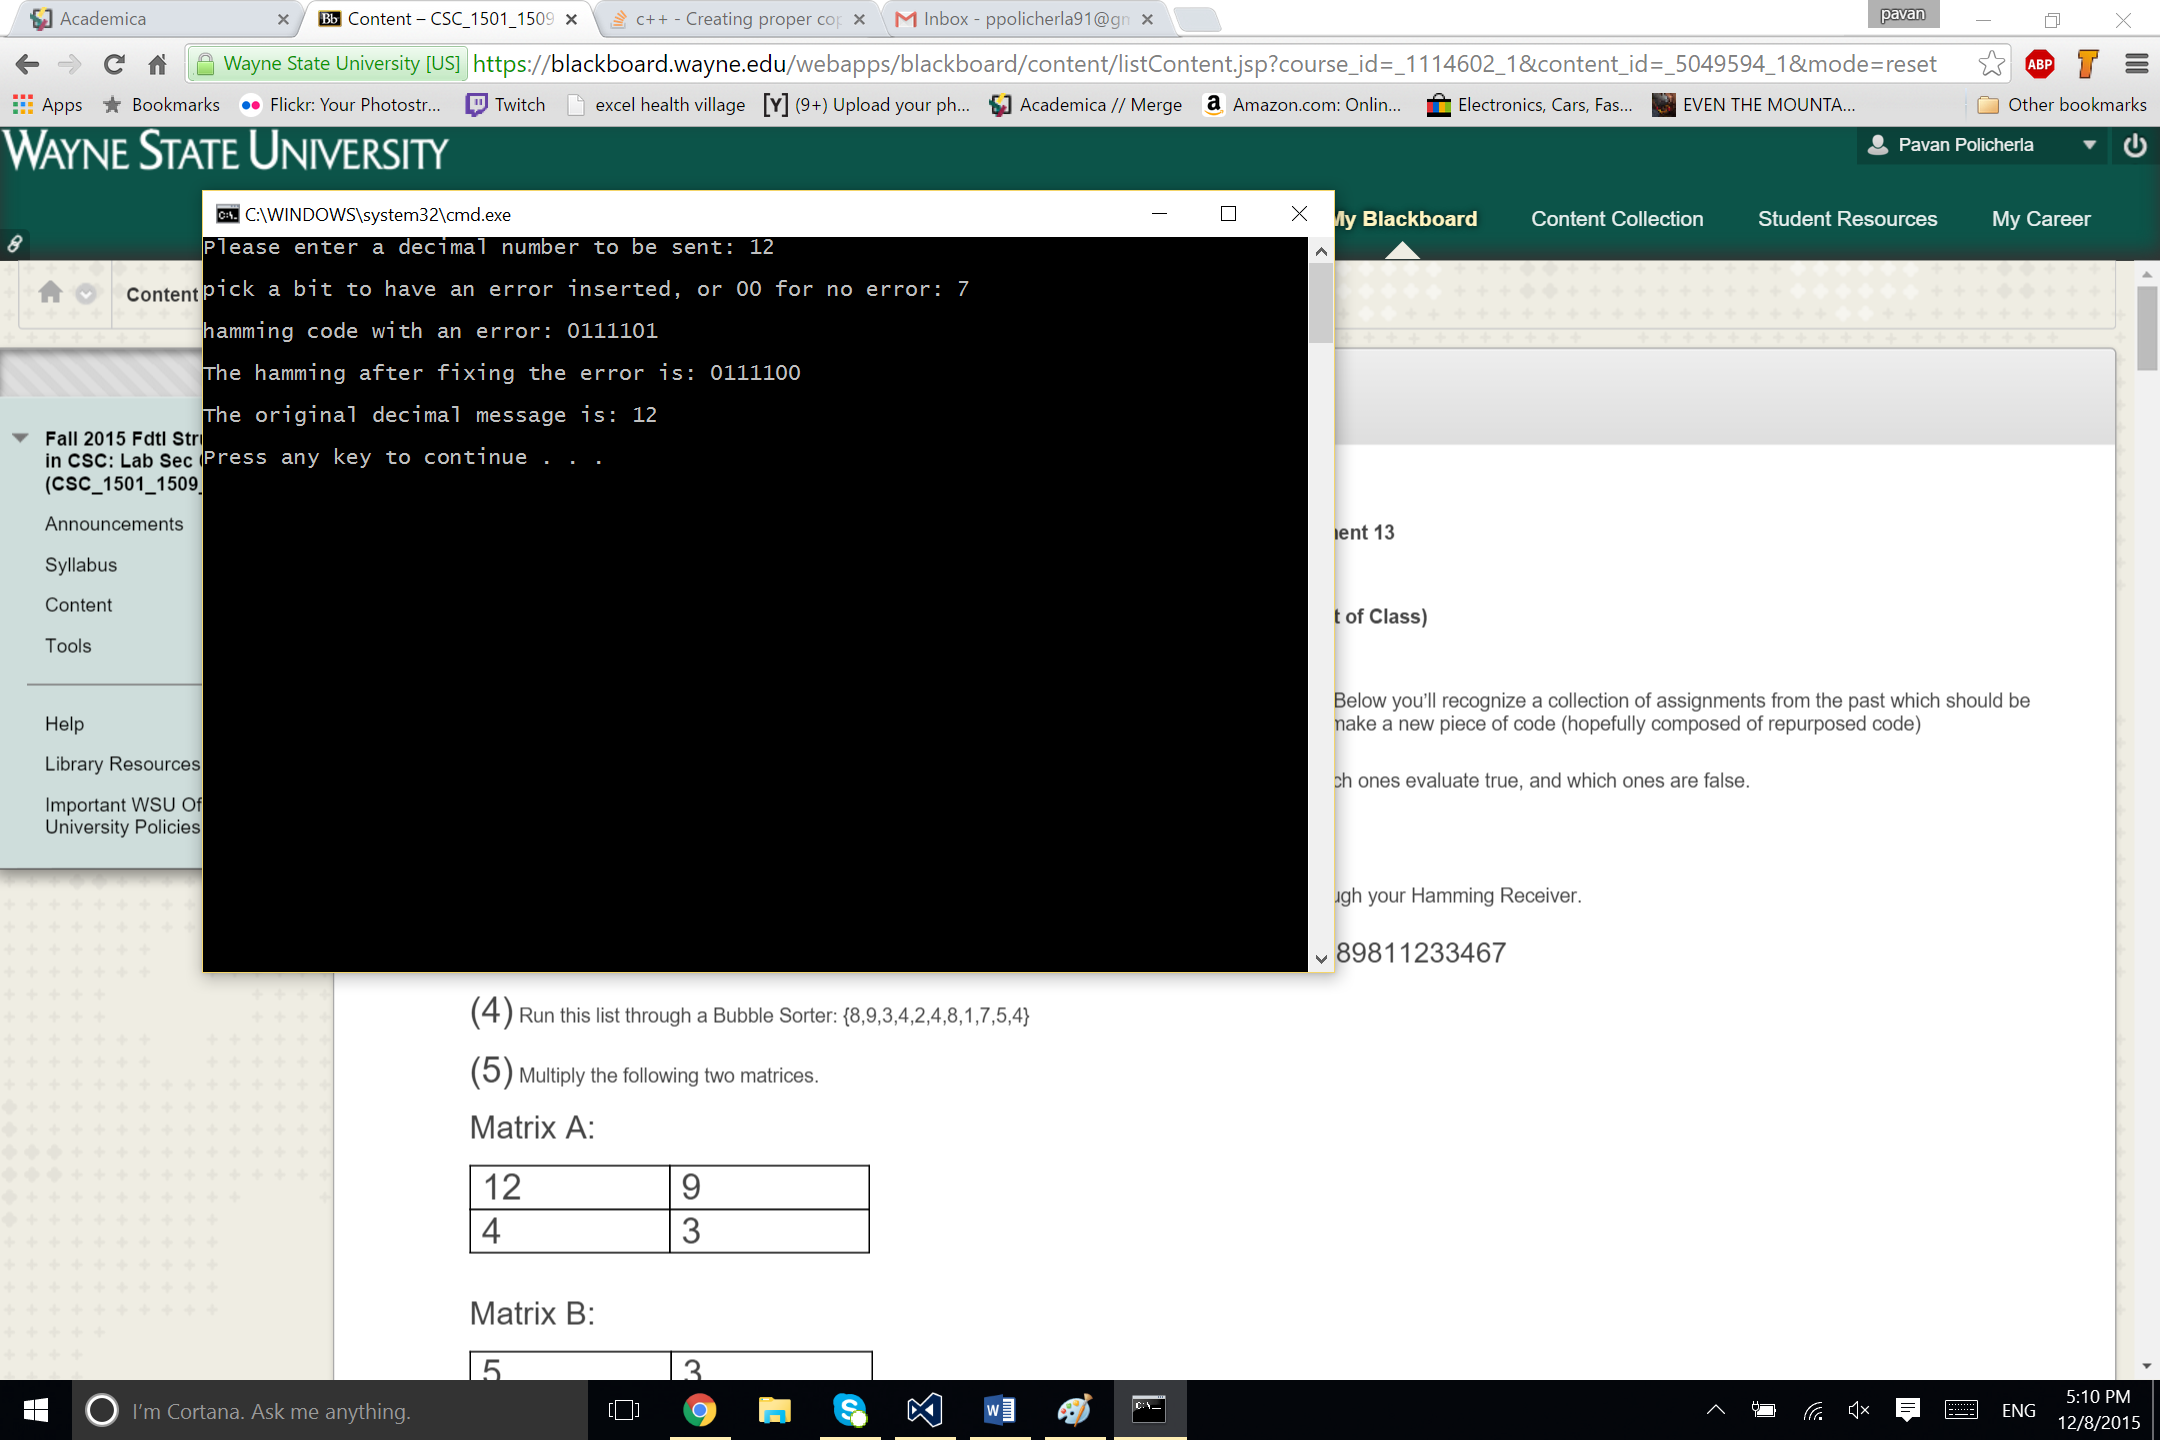 Academica
Content – CSC_1501_1509
c++ - Creating proper cop
Inbox - ppolicherla91@gm
pavan
Wayne State University [US] https://blackboard.wayne.edu/webapps/blackboard/content/listContent.jsp?course_id=_1114602_1&content_id=_5049594_1&mode=reset
ABP
Apps Bookmarks Flickr: Your Photostr... Twitch excel health village [Y] (9+) Upload your ph... Academica // Merge Amazon.com: Onlin... Electronics, Cars, Fas... EVEN THE MOUNTA... Other bookmarks
WAYNE STATE UNIVERSITY
Pavan Policherla
My Blackboard Content Collection Student Resources My Career
Content
C:\WINDOWS\system32\cmd.exe
Please enter a decimal number to be sent: 12
pick a bit to have an error inserted, or 00 for no error: 7
hamming code with an error: 0111101
The hamming after fixing the error is: 0111100
The original decimal message is: 12
Press any key to continue . . .
Fall 2015 Fdtl Stru
in CSC: Lab Sec (
(CSC_1501_1509_
Announcements
Syllabus
Content
Tools
Help
Library Resources
Important WSU Of
University Policies
ent 13
t of Class)
Below you'll recognize a collection of assignments from the past which should be
make a new piece of code (hopefully composed of repurposed code)
ch ones evaluate true, and which ones are false.
ugh your Hamming Receiver.
89811233467
(4) Run this list through a Bubble Sorter: {8,9,3,4,2,4,8,1,7,5,4}
(5) Multiply the following two matrices.
Matrix A:
12 9
4 3
Matrix B:
5 3
I'm Cortana. Ask me anything.
ENG
5:10 PM
12/8/2015